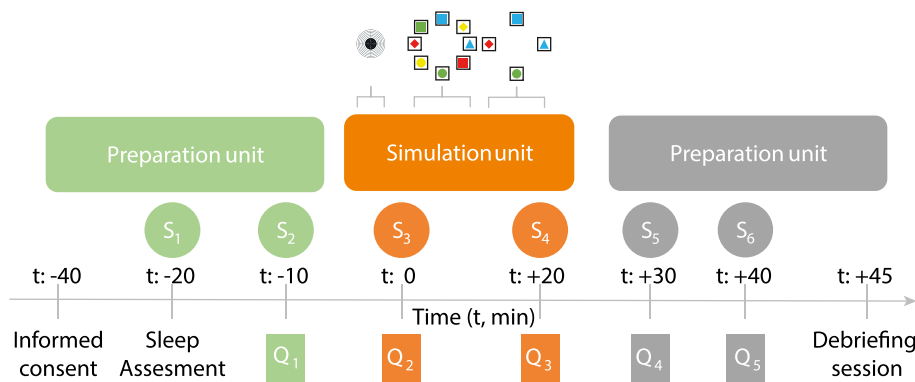 Preparation unit
Simulation unit
Preparation unit
S1
S2
S3
S4
S5
S6
t: -40
t: -20
t: -10
t: 0
t: +20
t: +30
t: +40
t: +45
Time (t, min)
Informed
consent
Sleep
Assesment
Q1
Q2
Q3
Q4
Q5
Debriefing
session